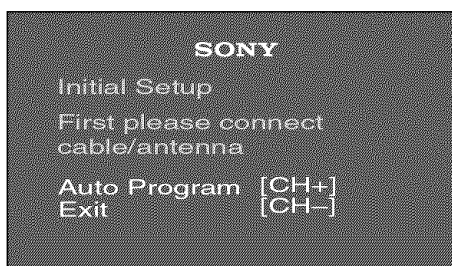 SONY
Initial Setup
First please connect
cable/antenna
Auto Program [CH+]
Exit [CH–]